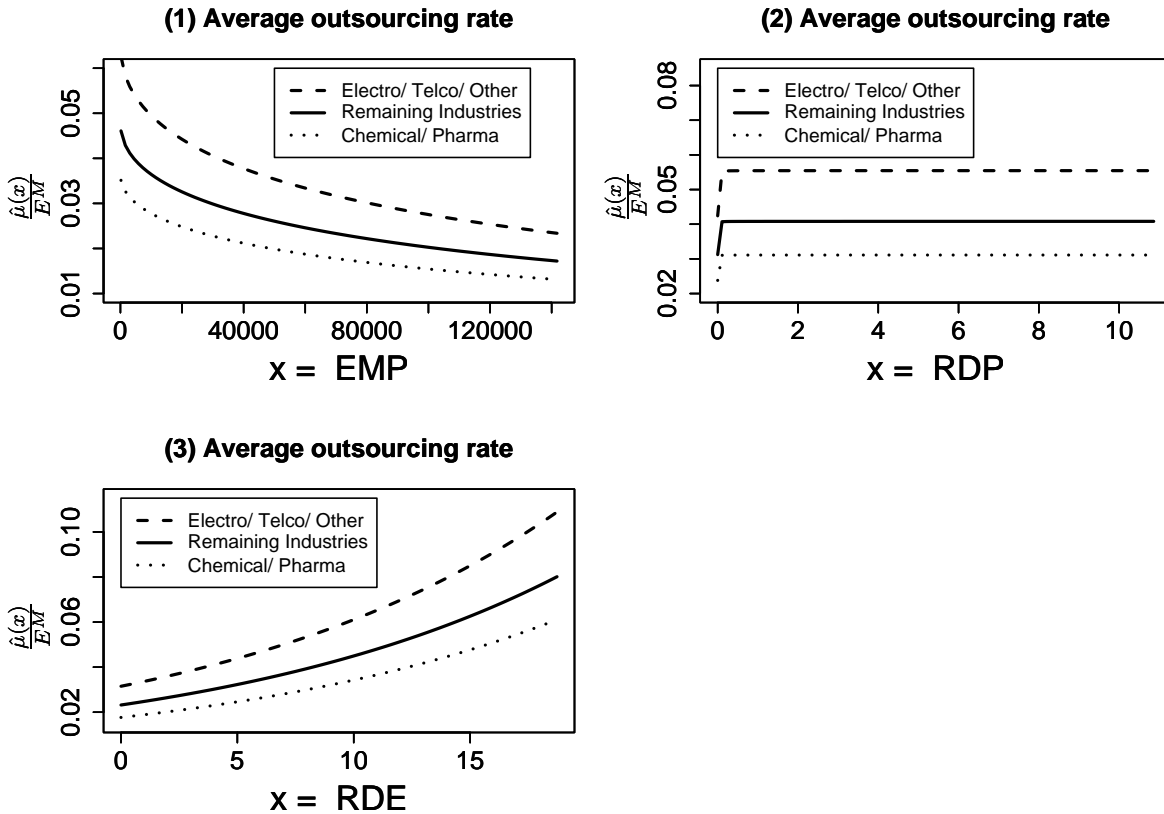 (1) Average outsourcing rate
Electro/ Telco/ Other
Remaining Industries
Chemical/ Pharma
0.01 0.03 0.05
μ̂(x)
E^M
0 40000 80000 120000
x = EMP
(2) Average outsourcing rate
Electro/ Telco/ Other
Remaining Industries
Chemical/ Pharma
0.02 0.05 0.08
μ̂(x)
E^M
0 2 4 6 8 10
x = RDP
(3) Average outsourcing rate
Electro/ Telco/ Other
Remaining Industries
Chemical/ Pharma
0.02 0.06 0.10
μ̂(x)
E^M
0 5 10 15
x = RDE